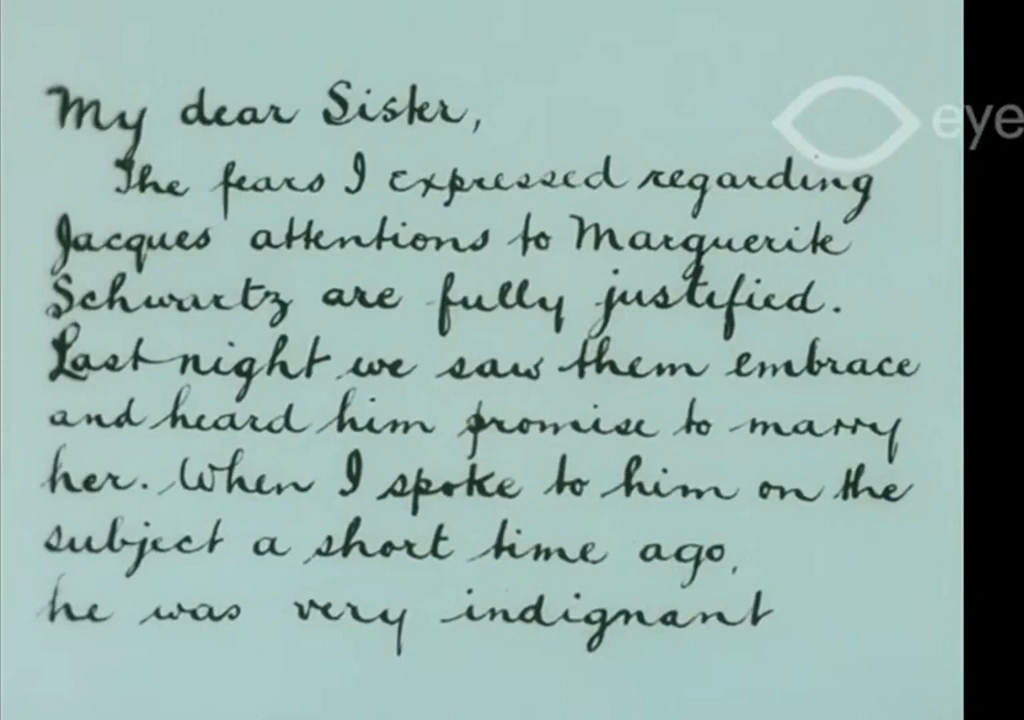 My dear Sister,
The fears I expressed regarding
Jacques attentions to Marguerite
Schwartz are fully justified.
Last night we saw them embrace
and heard him promise to marry
her. When I spoke to him on the
subject a short time ago,
he was very indignant
eye